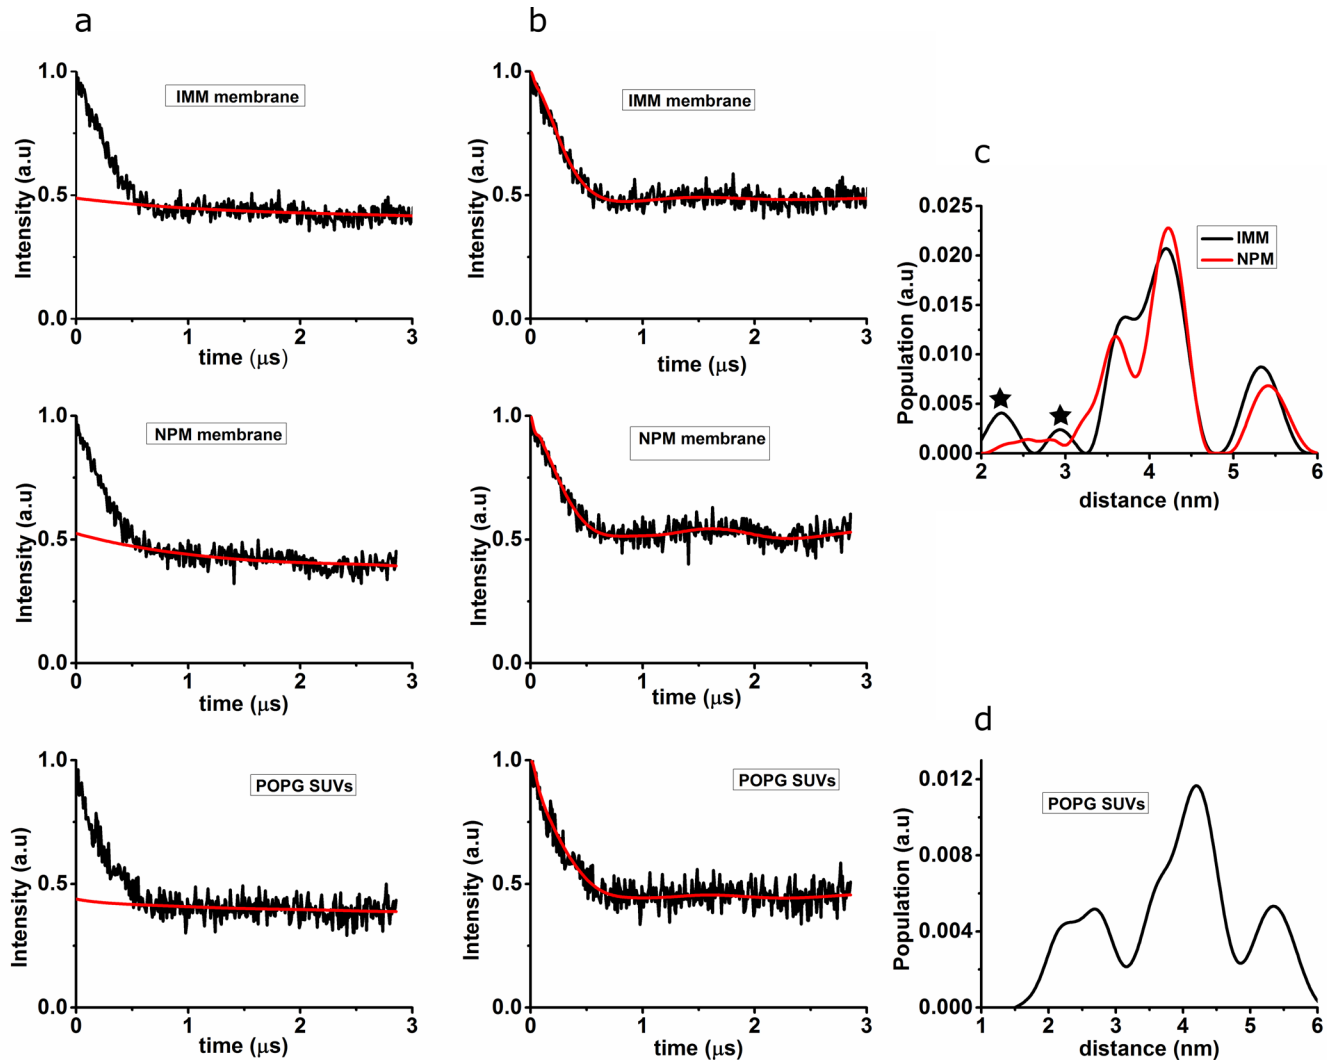 a
1.0
0.5
0.0
Intensity (a.u)
IMM membrane
0
1
2
3
time (μs)
1.0
0.5
0.0
Intensity (a.u)
NPM membrane
0
1
2
3
time (μs)
1.0
0.5
0.0
Intensity (a.u)
POPG SUVs
0
1
2
3
time (μs)
b
1.0
0.5
0.0
Intensity (a.u)
IMM membrane
0
1
2
3
time (μs)
1.0
0.5
0.0
Intensity (a.u)
NPM membrane
0
1
2
3
time (μs)
1.0
0.5
0.0
Intensity (a.u)
POPG SUVs
0
1
2
3
time (μs)
c
0.025
0.020
0.015
0.010
0.005
0.000
Population (a.u)
IMM
NPM
2
3
4
5
6
distance (nm)
d
0.012
0.008
0.004
0.000
Population (a.u)
POPG SUVs
1
2
3
4
5
6
distance (nm)